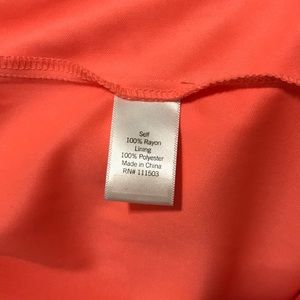 Self
100% Rayon
Lining
100% Polyester
Made in China
RN# 111503